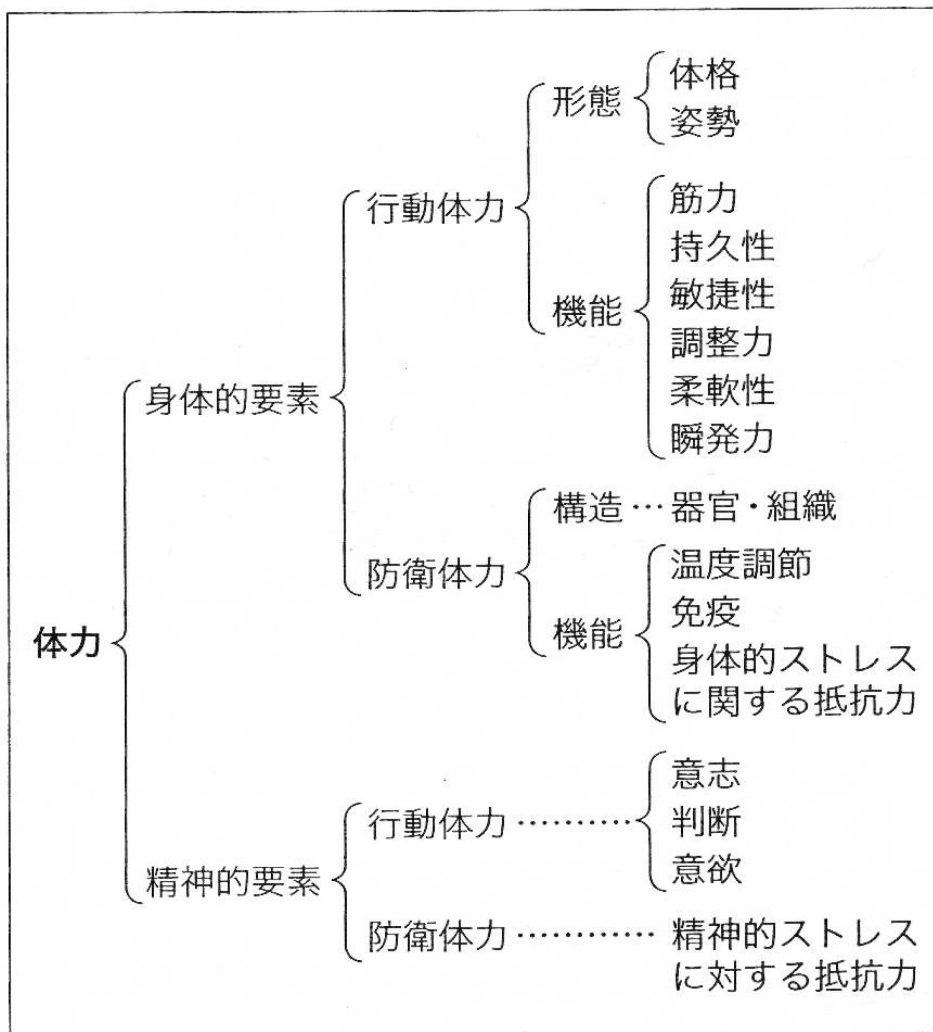 形態
体格
姿勢
行動体力
筋力
持久性
敏捷性
機能
調整力
柔軟性
瞬発力
身体的要素
構造…器官・組織
防衛体力
温度調節
免疫
機能
身体的ストレス
に関する抵抗力
体力
意志
行動体力…………
判断
意欲
精神的要素
防衛体力…………
精神的ストレス
に対する抵抗力